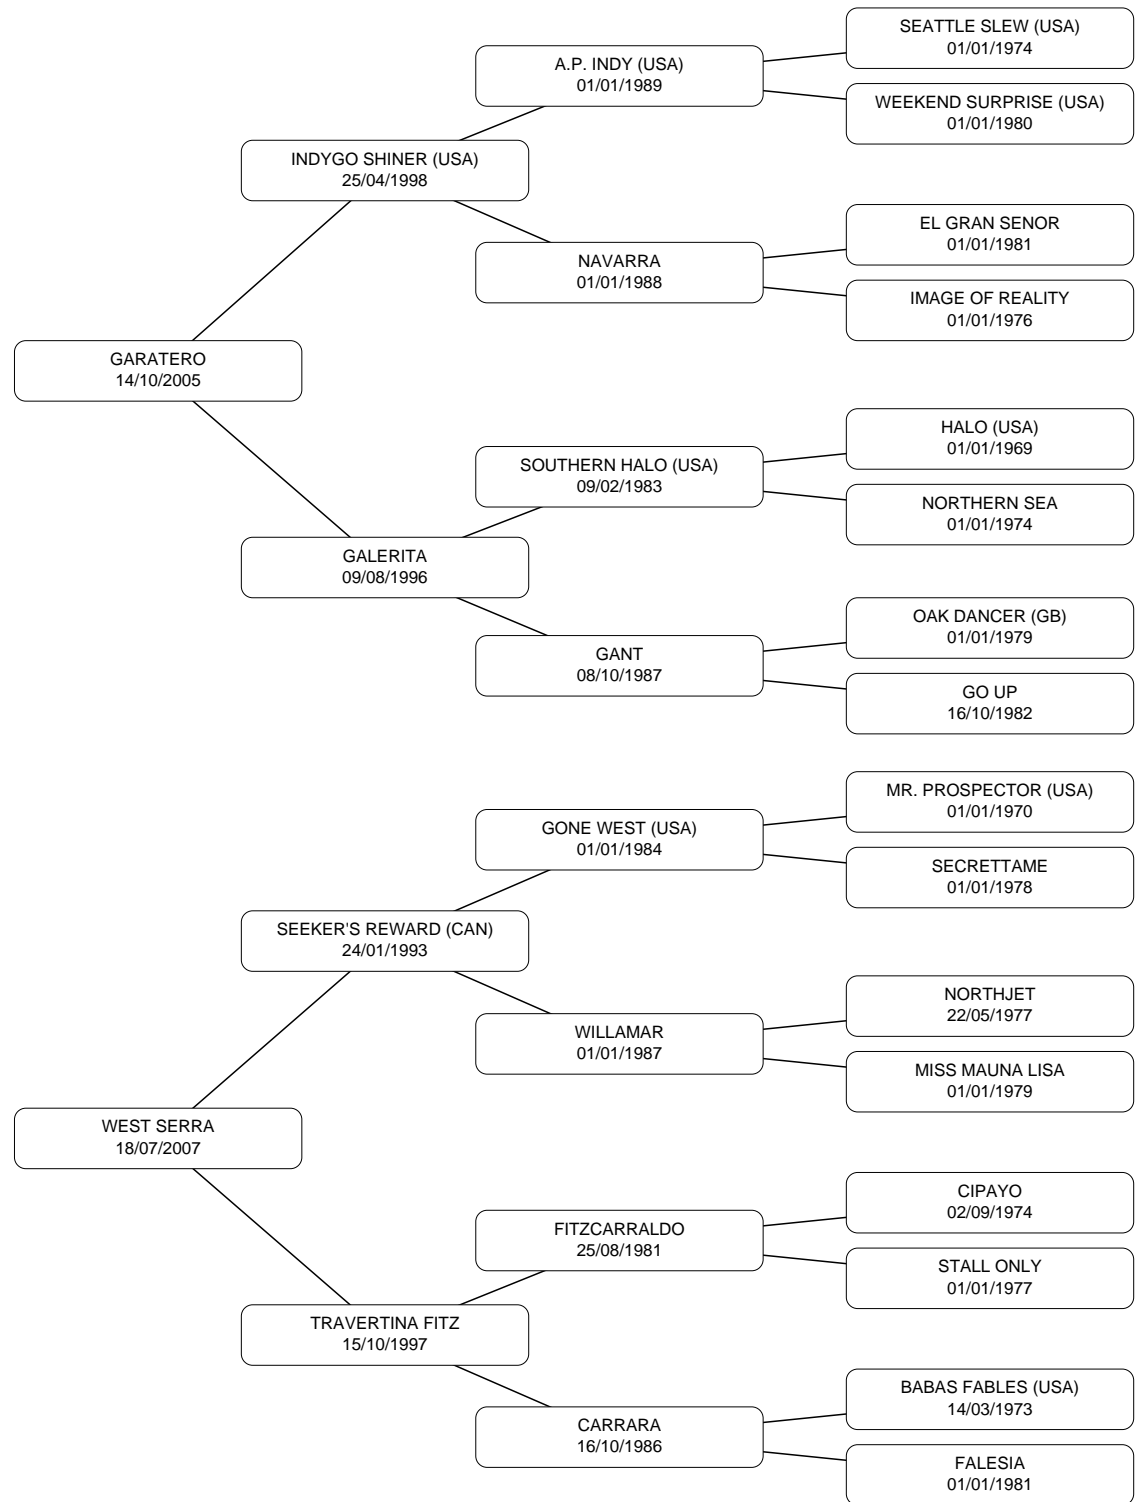 SEATTLE SLEW (USA)
01/01/1974
A.P. INDY (USA)
01/01/1989
WEEKEND SURPRISE (USA)
01/01/1980
INDYGO SHINER (USA)
25/04/1998
EL GRAN SENOR
01/01/1981
NAVARRA
01/01/1988
IMAGE OF REALITY
01/01/1976
GARATERO
14/10/2005
HALO (USA)
01/01/1969
SOUTHERN HALO (USA)
09/02/1983
NORTHERN SEA
01/01/1974
GALERITA
09/08/1996
OAK DANCER (GB)
01/01/1979
GANT
08/10/1987
GO UP
16/10/1982
MR. PROSPECTOR (USA)
01/01/1970
GONE WEST (USA)
01/01/1984
SECRETTAME
01/01/1978
SEEKER'S REWARD (CAN)
24/01/1993
NORTHJET
22/05/1977
WILLAMAR
01/01/1987
MISS MAUNA LISA
01/01/1979
WEST SERRA
18/07/2007
CIPAYO
02/09/1974
FITZCARRALDO
25/08/1981
STALL ONLY
01/01/1977
TRAVERTINA FITZ
15/10/1997
BABAS FABLES (USA)
14/03/1973
CARRARA
16/10/1986
FALESIA
01/01/1981